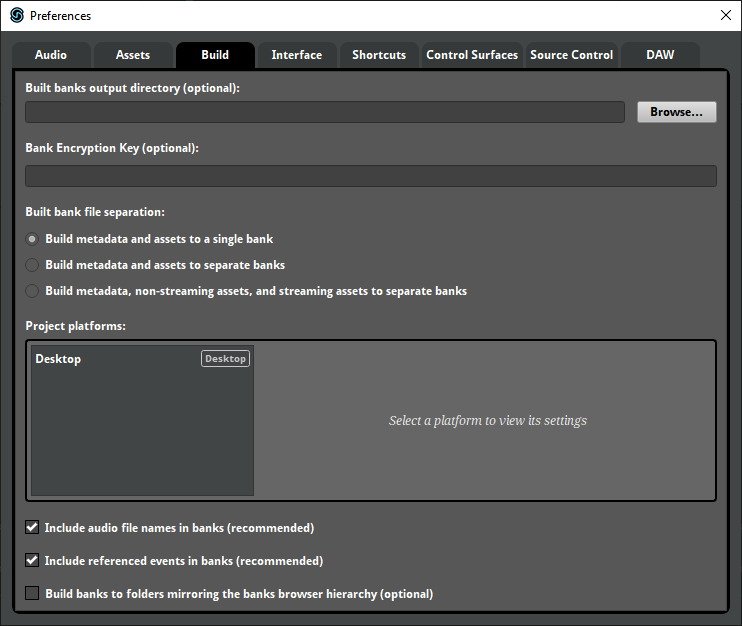 Preferences
Audio Assets Build Interface Shortcuts Control Surfaces Source Control DAW
Built banks output directory (optional):
Browse...
Bank Encryption Key (optional):
Built bank file separation:
Build metadata and assets to a single bank
Build metadata and assets to separate banks
Build metadata, non-streaming assets, and streaming assets to separate banks
Project platforms:
Desktop Desktop
Select a platform to view its settings
Include audio file names in banks (recommended)
Include referenced events in banks (recommended)
Build banks to folders mirroring the banks browser hierarchy (optional)